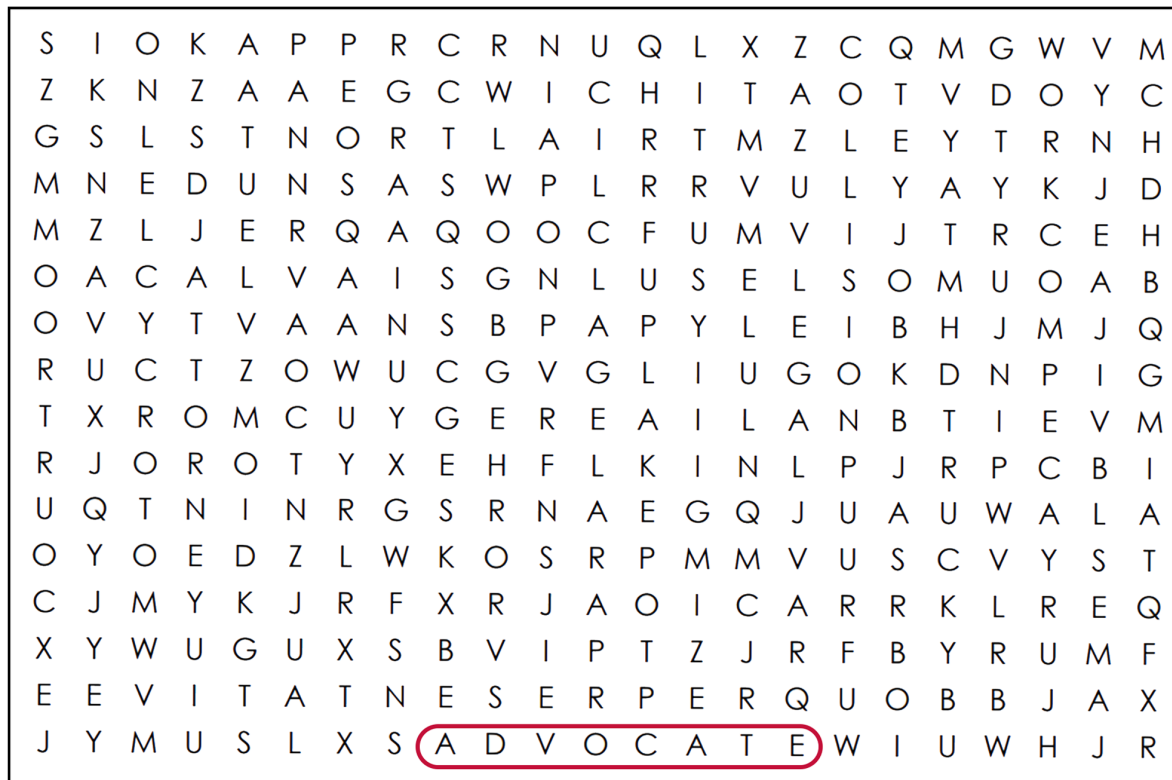 S I O K A P P R C R N U Q L X Z C Q M G W V M
Z K N Z A A E G C W I C H I T A O T V D O Y C
G S L S T N O R T L A I R T M Z L E Y T R N H
M N E D U N S A S W P L R R V U L Y A Y K J D
M Z L J E R Q A Q O O C F U M V I J T R C E H
O A C A L V A I S G N L U S E L S O M U O A B
O V Y T V A A N S B P A P Y L E I B H J M J Q
R U C T Z O W U C G V G L I U G O K D N P I G
T X R O M C U Y G E R E A I L A N B T I E V M
R J O R O T Y X E H F L K I N L P J R P C B I
U Q T N I N R G S R N A E G Q J U A U W A L A
O Y O E D Z L W K O S R P M M V U S C V Y S T
C J M Y K J R F X R J A O I C A R R K L R E Q
X Y W U G U X S B V I P T Z J R F B Y R U M F
E E V I T A T N E S E R P E R Q U O B B J A X
J Y M U S L X S A D V O C A T E W I U W H J R